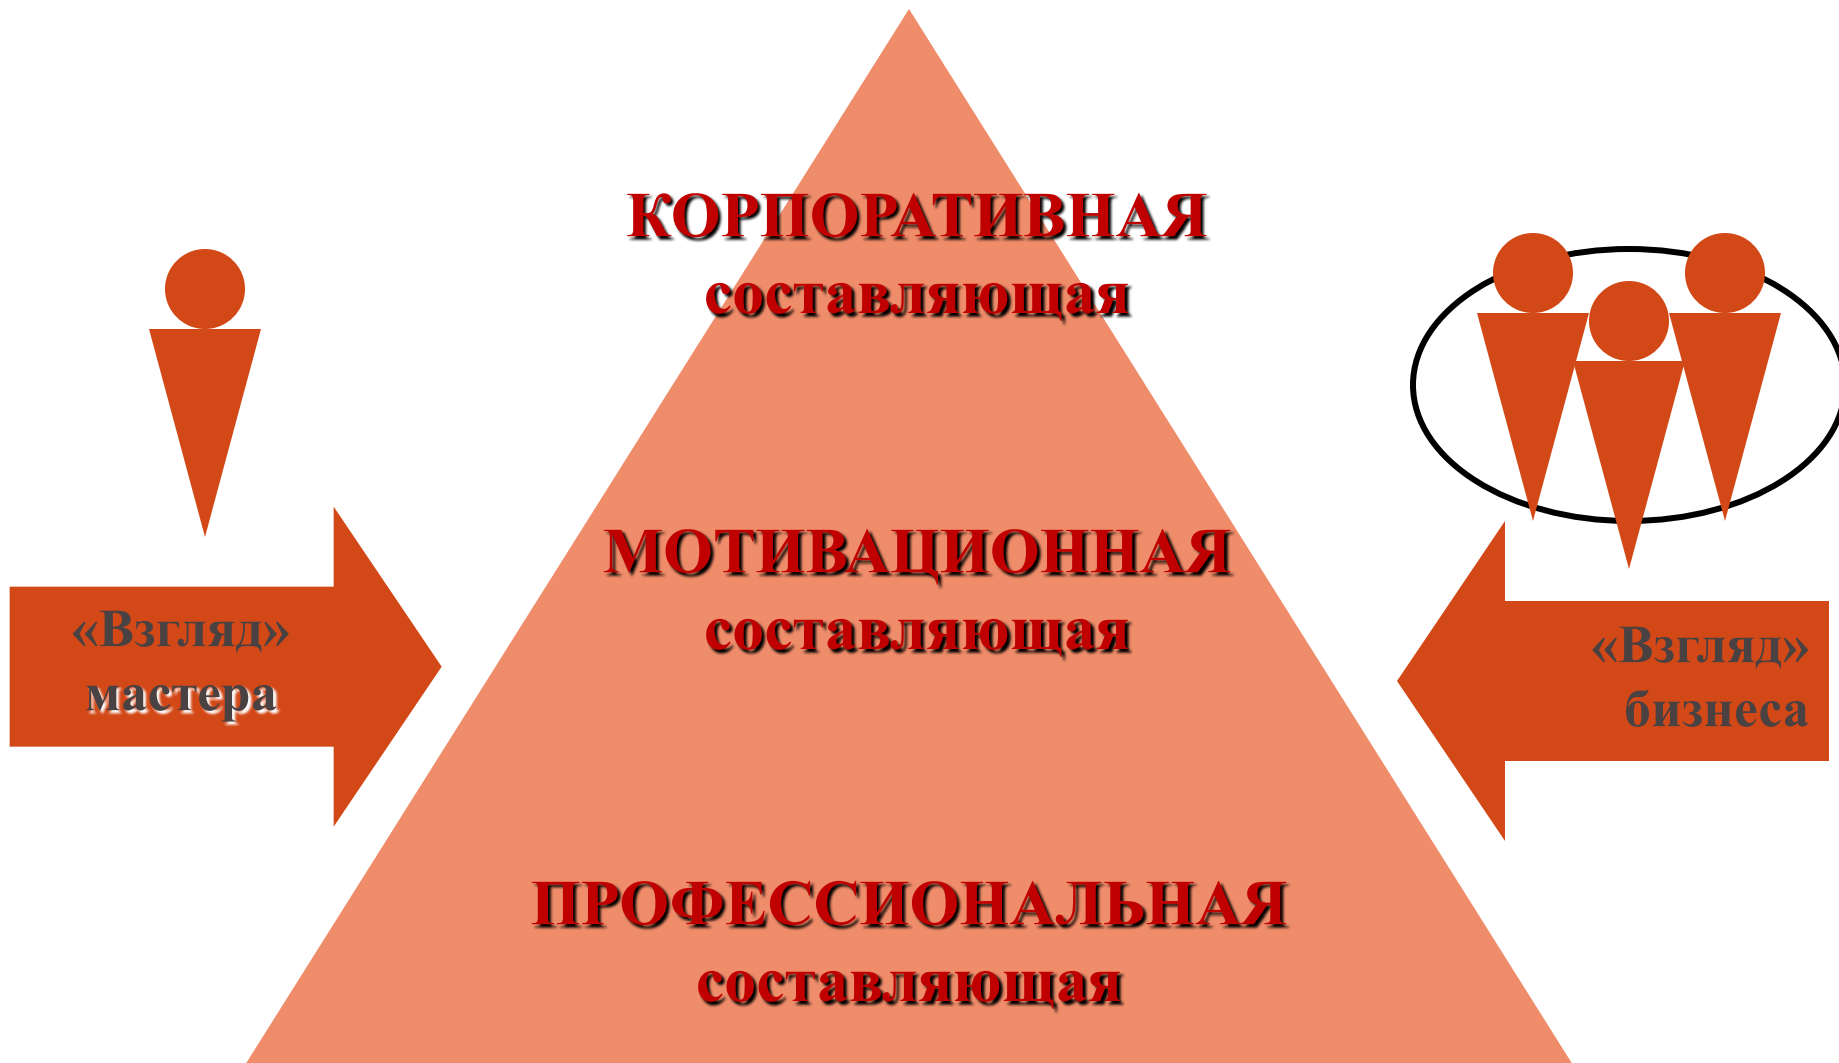 КОРПОРАТИВНАЯ
составляющая
МОТИВАЦИОННАЯ
составляющая
«Взгляд»
мастера
«Взгляд»
бизнеса
ПРОФЕССИОНАЛЬНАЯ
составляющая